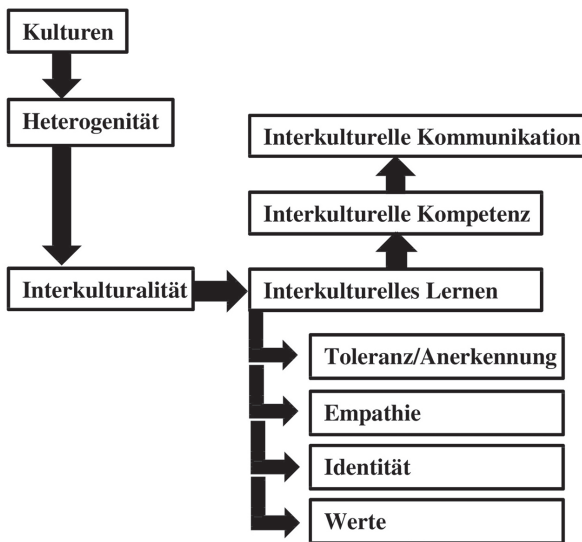 Kulturen
Heterogenität
Interkulturelle Kommunikation
Interkulturelle Kompetenz
Interkulturalität
Interkulturelles Lernen
Toleranz/Anerkennung
Empathie
Identität
Werte